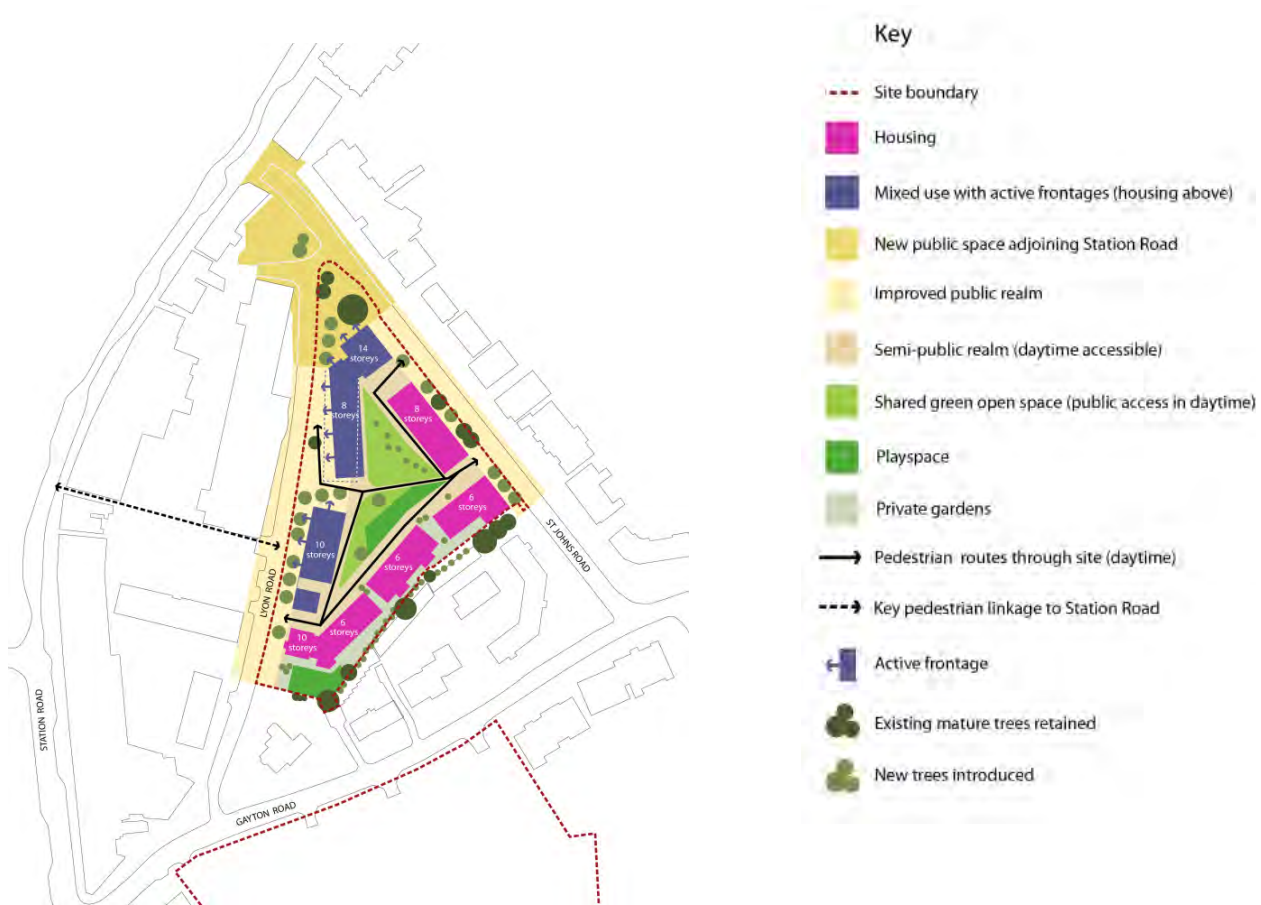 Key
Site boundary
Housing
Mixed use with active frontages (housing above)
New public space adjoining Station Road
Improved public realm
Semi-public realm (daytime accessible)
Shared green open space (public access in daytime)
Playspace
Private gardens
Pedestrian routes through site (daytime)
Key pedestrian linkage to Station Road
Active frontage
Existing mature trees retained
New trees introduced
14
storeys
8
storeys
8
storeys
6
storeys
10
storeys
6
storeys
6
storeys
10
storeys
ST JOHNS ROAD
LYON ROAD
STATION ROAD
GAYTON ROAD